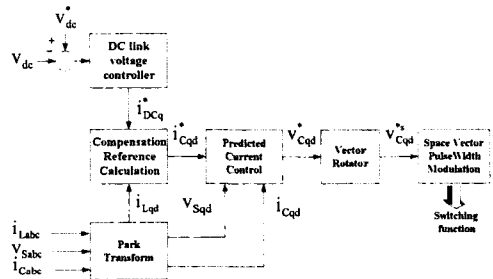 V*dc
+
-
Vdc
DC link
voltage
controller
i*DCq
Compensation
Reference
Calculation
i*Cqd
Predicted
Current
Control
V*Cqd
Vector
Rotator
V*sCqd
Space Vector
PulseWidth
Modulation
iLqd
VSqd
iCqd
Switching
function
iLabc
VSabc
iCabc
Park
Transform